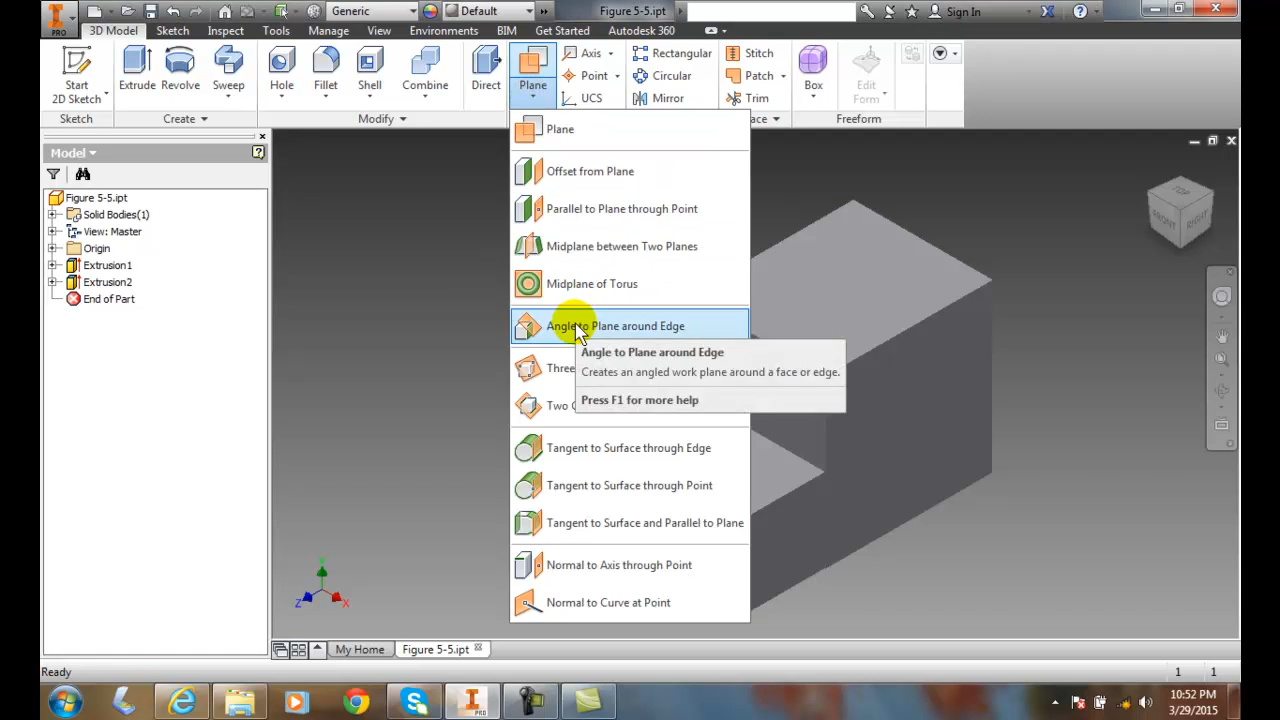 PRO
Generic
Default
Figure 5-5.ipt
Sign In
3D Model
Sketch
Inspect
Tools
Manage
View
Environments
BIM
Get Started
Autodesk 360
Start
2D Sketch
Extrude
Revolve
Sweep
Hole
Fillet
Shell
Combine
Direct
Plane
Axis
Point
UCS
Rectangular
Circular
Mirror
Stitch
Patch
Trim
Box
Edit
Form
Sketch
Create
Modify
Freeform
Model
Figure 5-5.ipt
Solid Bodies(1)
View: Master
Origin
Extrusion1
Extrusion2
End of Part
Plane
Offset from Plane
Parallel to Plane through Point
Midplane between Two Planes
Midplane of Torus
Angle to Plane around Edge
Three
Two
Angle to Plane around Edge
Creates an angled work plane around a face or edge.
Press F1 for more help
Tangent to Surface through Edge
Tangent to Surface through Point
Tangent to Surface and Parallel to Plane
Normal to Axis through Point
Normal to Curve at Point
TOP
FRONT
RIGHT
Y
Z
X
My Home
Figure 5-5.ipt
Ready
1 1
PRO
10:52 PM
3/29/2015